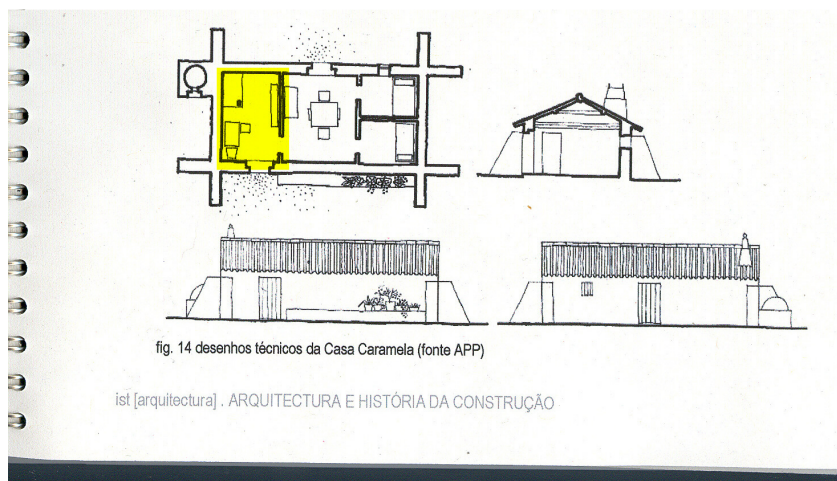 fig. 14 desenhos técnicos da Casa Caramela (fonte APP)
ist [arquitectura] . ARQUITECTURA E HISTÓRIA DA CONSTRUÇÃO